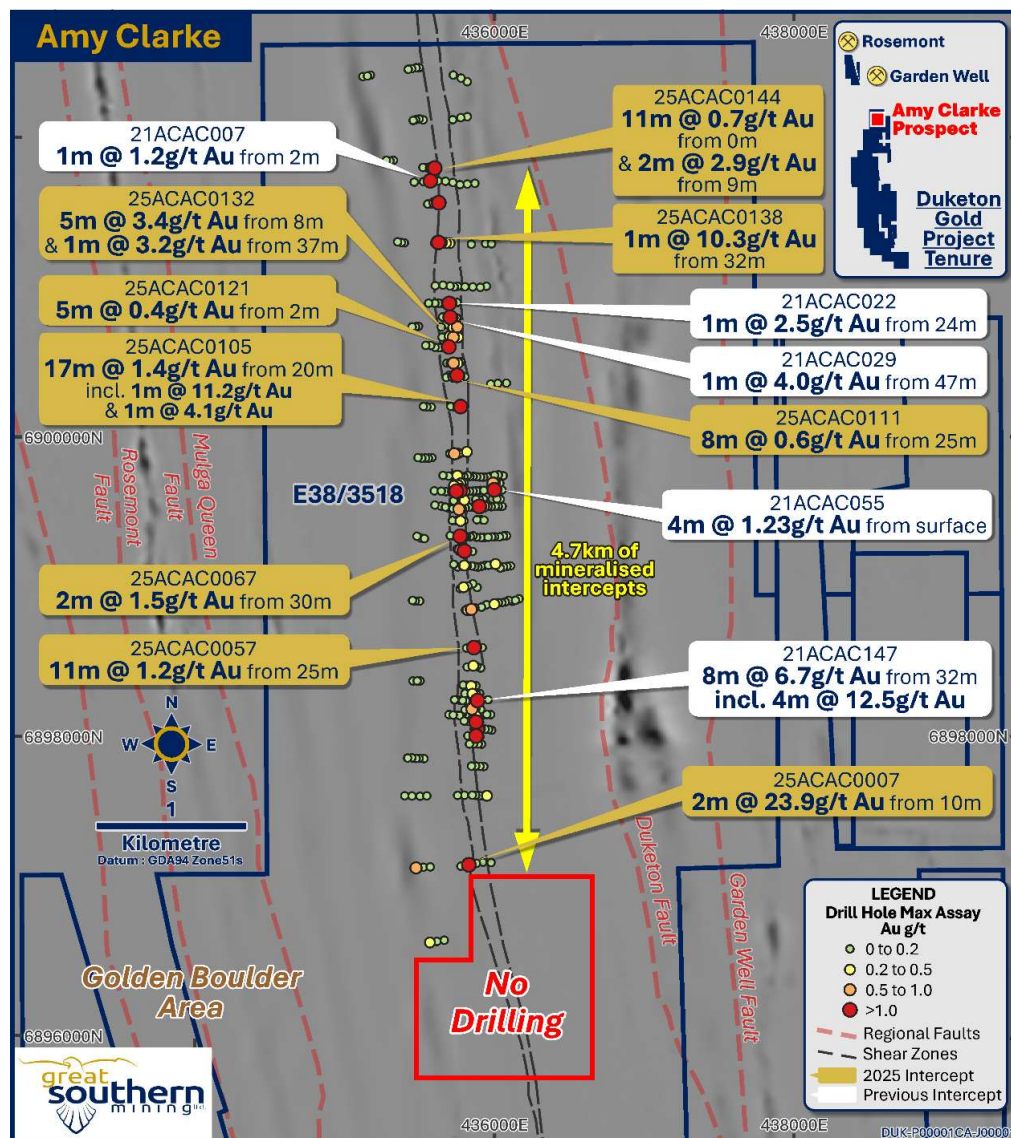 Amy Clarke
436000E
438000E
Rosemont
Garden Well
Amy Clarke
Prospect
Duketon
Gold
Project
Tenure
25ACAC0144
11m @ 0.7g/t Au
from 0m
& 2m @ 2.9g/t Au
from 9m
21ACAC007
1m @ 1.2g/t Au from 2m
25ACAC0132
5m @ 3.4g/t Au from 8m
& 1m @ 3.2g/t Au from 37m
25ACAC0138
1m @ 10.3g/t Au
from 32m
25ACAC0121
5m @ 0.4g/t Au from 2m
21ACAC022
1m @ 2.5g/t Au from 24m
25ACAC0105
17m @ 1.4g/t Au from 20m
incl. 1m @ 11.2g/t Au
& 1m @ 4.1g/t Au
21ACAC029
1m @ 4.0g/t Au from 47m
25ACAC0111
8m @ 0.6g/t Au from 25m
6900000N
Rosemont
Fault
Mulga Queen
Fault
E38/3518
21ACAC055
4m @ 1.23g/t Au from surface
4.7km of
mineralised
intercepts
25ACAC0067
2m @ 1.5g/t Au from 30m
25ACAC0057
11m @ 1.2g/t Au from 25m
21ACAC147
8m @ 6.7g/t Au from 32m
incl. 4m @ 12.5g/t Au
N
W
E
S
6898000N
6898000N
1
Kilometre
Datum : GDA94 Zone51s
25ACAC0007
2m @ 23.9g/t Au from 10m
Duketon Fault
Garden Well Fault
LEGEND
Drill Hole Max Assay
Au g/t
0 to 0.2
0.2 to 0.5
0.5 to 1.0
>1.0
Regional Faults
Shear Zones
2025 Intercept
Previous Intercept
Golden Boulder
Area
No
Drilling
6896000N
great
southern
mining ltd.
436000E
438000E
DUK-P00001CA-J00001